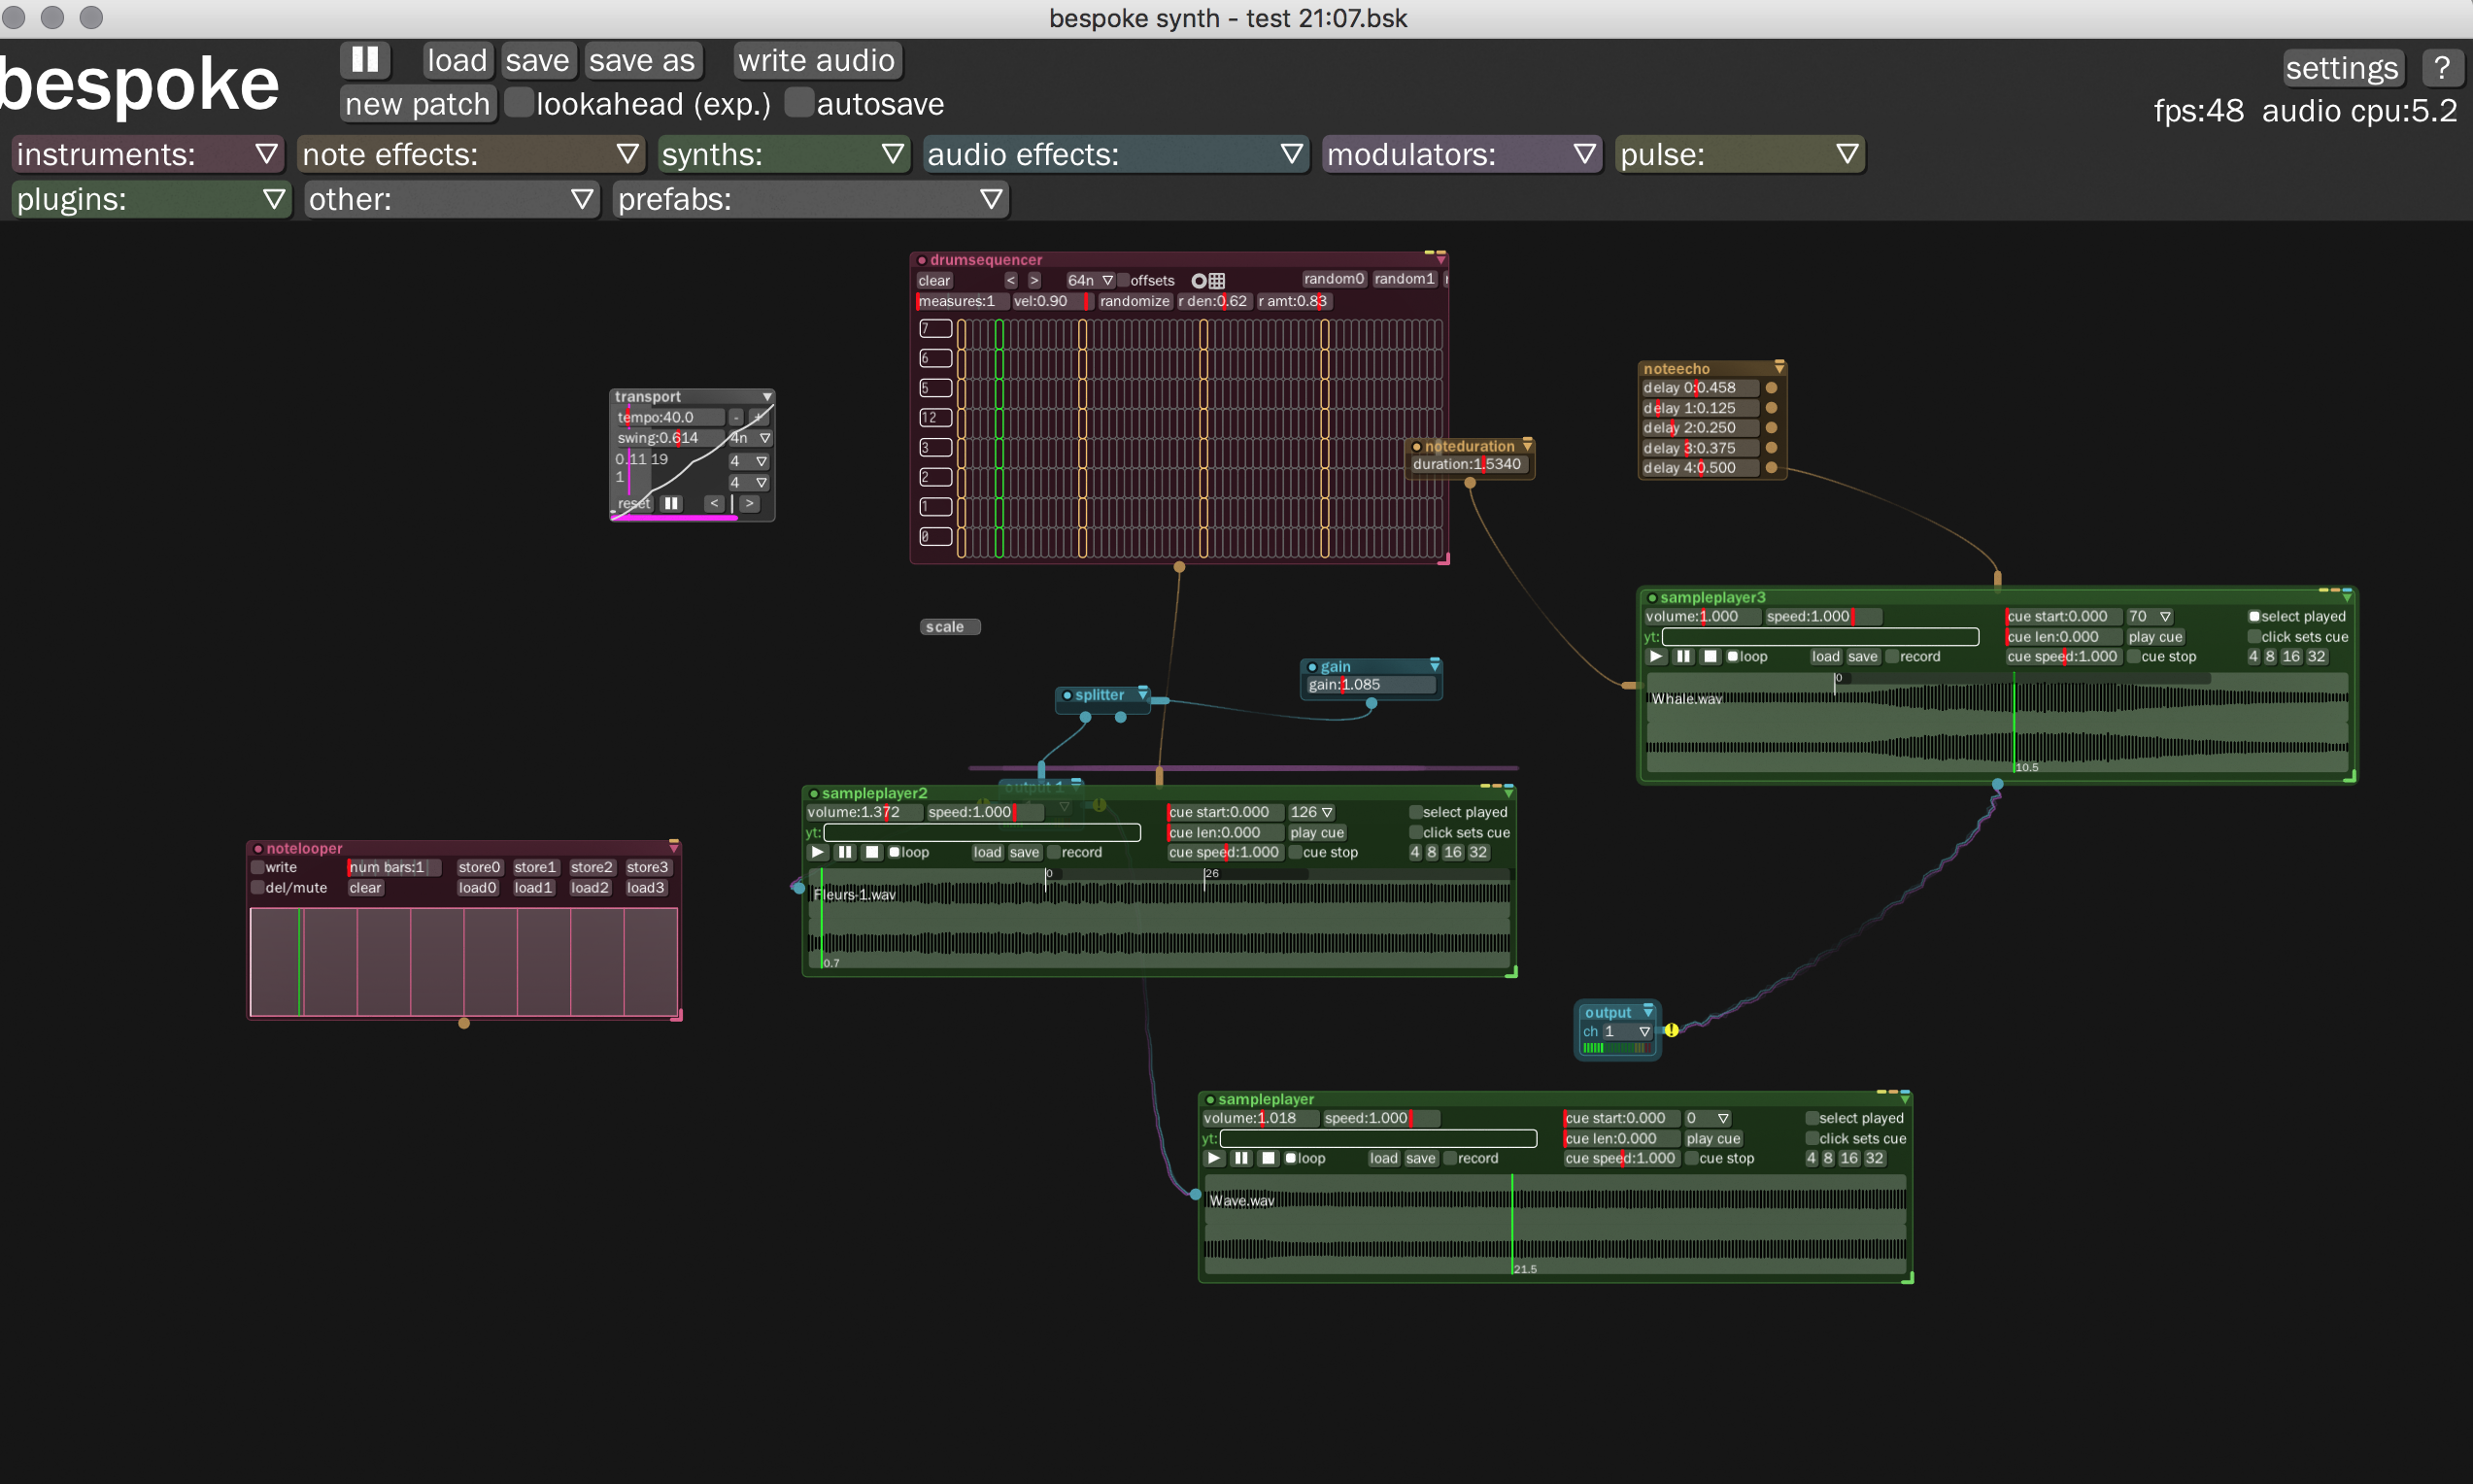 bespoke synth - test 21:07.bsk
bespoke
load save save as write audio
new patch lookahead (exp.) autosave
settings ?
fps:48 audio cpu:5.2
instruments: note effects: synths: audio effects: modulators: pulse:
plugins: other: prefabs:
drumsequencer
clear < > 64n offsets random0 random1
measures:1 vel:0.90 randomize r den:0.62 r amt:0.83
7
6
5
12
3
2
1
0
transport
tempo:40.0 - +
swing:0.614 4n
0.11 19 4
1 4
reset < >
noteduration
duration:1.5340
noteecho
delay 0:0.458
delay 1:0.125
delay 2:0.250
delay 3:0.375
delay 4:0.500
scale
splitter
gain
gain:1.085
sampleplayer3
volume:1.000 speed:1.000 cue start:0.000 70 select played
yt: cue len:0.000 play cue click sets cue
loop load save record cue speed:1.000 cue stop 4 8 16 32
0
Whale.wav
10.5
output 1
sampleplayer2
volume:1.372 speed:1.000 cue start:0.000 126 select played
yt: cue len:0.000 play cue click sets cue
loop load save record cue speed:1.000 cue stop 4 8 16 32
0 26
Fleurs-1.wav
0.7
notelooper
write num bars:1 store0 store1 store2 store3
del/mute clear load0 load1 load2 load3
output
ch 1
!
sampleplayer
volume:1.018 speed:1.000 cue start:0.000 0 select played
yt: cue len:0.000 play cue click sets cue
loop load save record cue speed:1.000 cue stop 4 8 16 32
Wave.wav
21.5